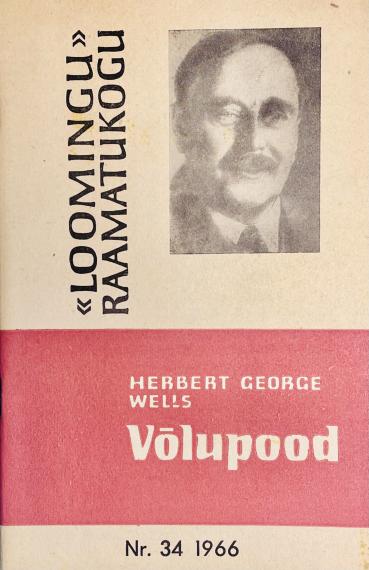 «LOOMINGU»
RAAMATUKOGU
HERBERT GEORGE
WELLS
Võlupood
Nr. 34 1966